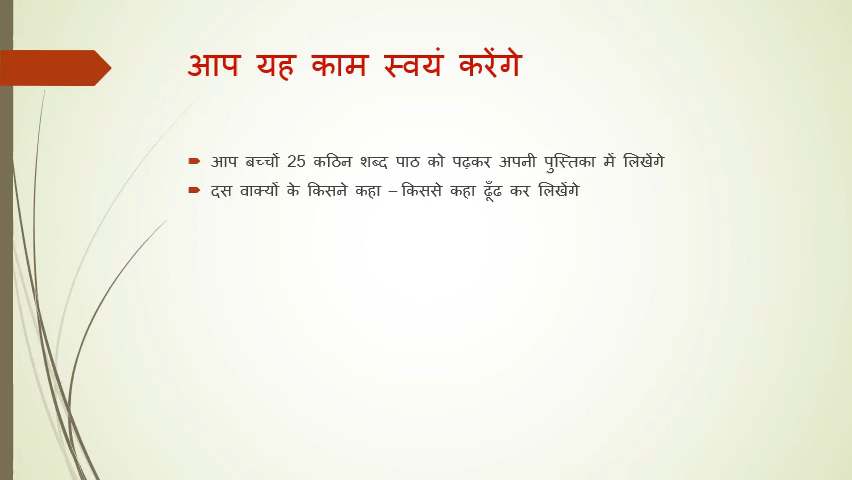 आप यह काम स्वयं करेंगे
आप बच्चों 25 कठिन शब्द पाठ को पढ़कर अपनी पुस्तिका में लिखेंगे
दस वाक्यों के किसने कहा – किससे कहा ढूँढ कर लिखेंगे